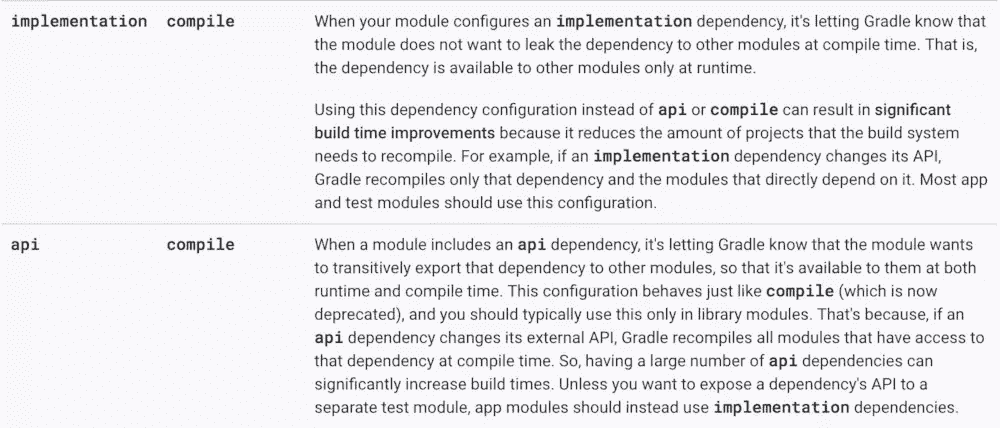 implementation compile When your module configures an implementation dependency, it's letting Gradle know that
the module does not want to leak the dependency to other modules at compile time. That is,
the dependency is available to other modules only at runtime.
Using this dependency configuration instead of api or compile can result in significant
build time improvements because it reduces the amount of projects that the build system
needs to recompile. For example, if an implementation dependency changes its API,
Gradle recompiles only that dependency and the modules that directly depend on it. Most app
and test modules should use this configuration.
api compile When a module includes an api dependency, it's letting Gradle know that the module wants
to transitively export that dependency to other modules, so that it's available to them at both
runtime and compile time. This configuration behaves just like compile (which is now
deprecated), and you should typically use this only in library modules. That's because, if an
api dependency changes its external API, Gradle recompiles all modules that have access to
that dependency at compile time. So, having a large number of api dependencies can
significantly increase build times. Unless you want to expose a dependency's API to a
separate test module, app modules should instead use implementation dependencies.